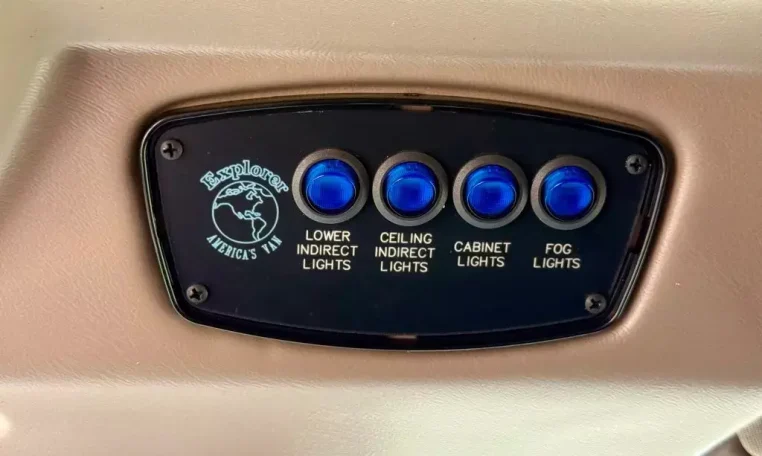 Explorer
AMERICA'S VAN
LOWER
INDIRECT
LIGHTS
CEILING
INDIRECT
LIGHTS
CABINET
LIGHTS
FOG
LIGHTS